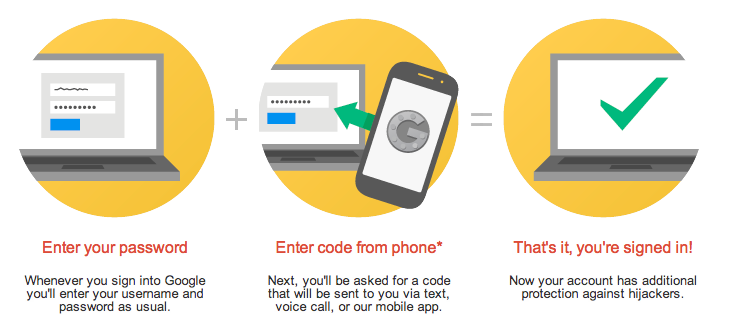 Enter your password
Whenever you sign into Google
you'll enter your username and
password as usual.
+
Enter code from phone*
Next, you'll be asked for a code
that will be sent to you via text,
voice call, or our mobile app.
=
That's it, you're signed in!
Now your account has additional
protection against hijackers.